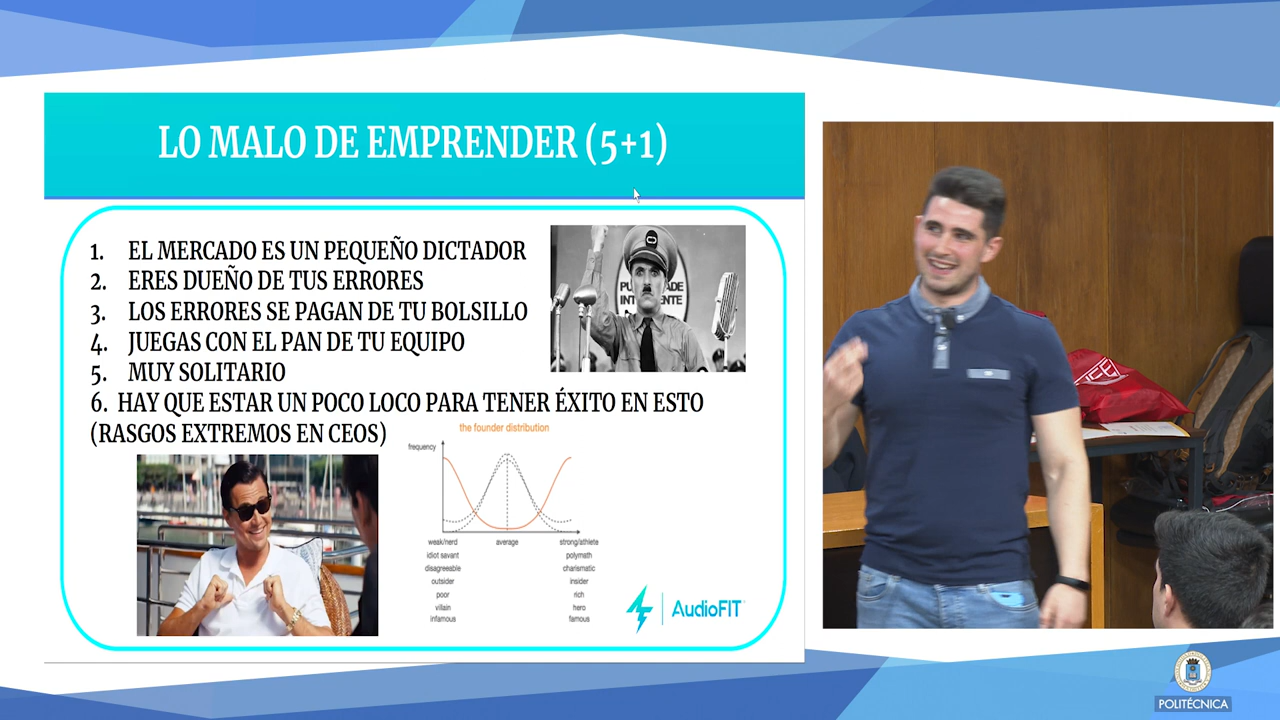 LO MALO DE EMPRENDER (5+1)
1. EL MERCADO ES UN PEQUEÑO DICTADOR
2. ERES DUEÑO DE TUS ERRORES
3. LOS ERRORES SE PAGAN DE TU BOLSILLO
4. JUEGAS CON EL PAN DE TU EQUIPO
5. MUY SOLITARIO
6. HAY QUE ESTAR UN POCO LOCO PARA TENER ÉXITO EN ESTO
(RASGOS EXTREMOS EN CEOS)
the founder distribution
frequency
weak/nerd average strong/athlete
idiot savant polymath
disagreeable charismatic
outsider insider
poor rich
villain hero
infamous famous
AudioFIT
POLITÉCNICA